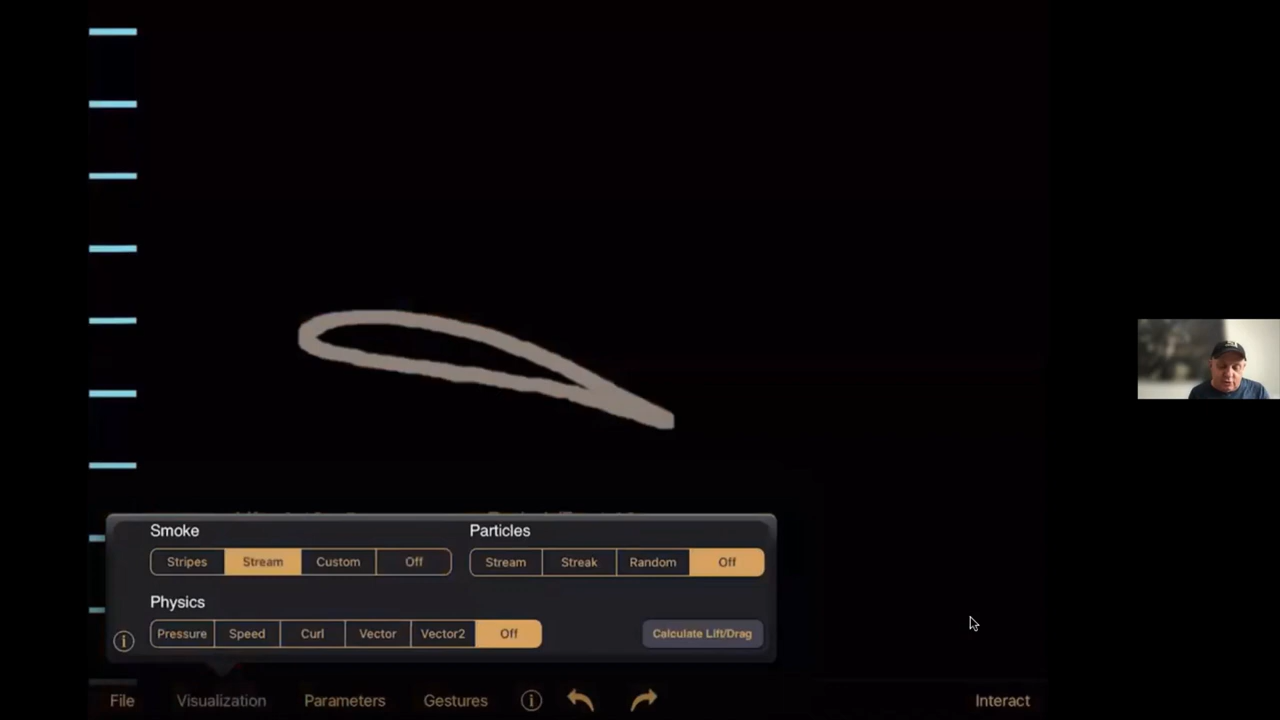 Smoke Particles
Stripes Stream Custom Off Stream Streak Random Off
Physics
Pressure Speed Curl Vector Vector2 Off Calculate Lift/Drag
File Visualization Parameters Gestures Interact